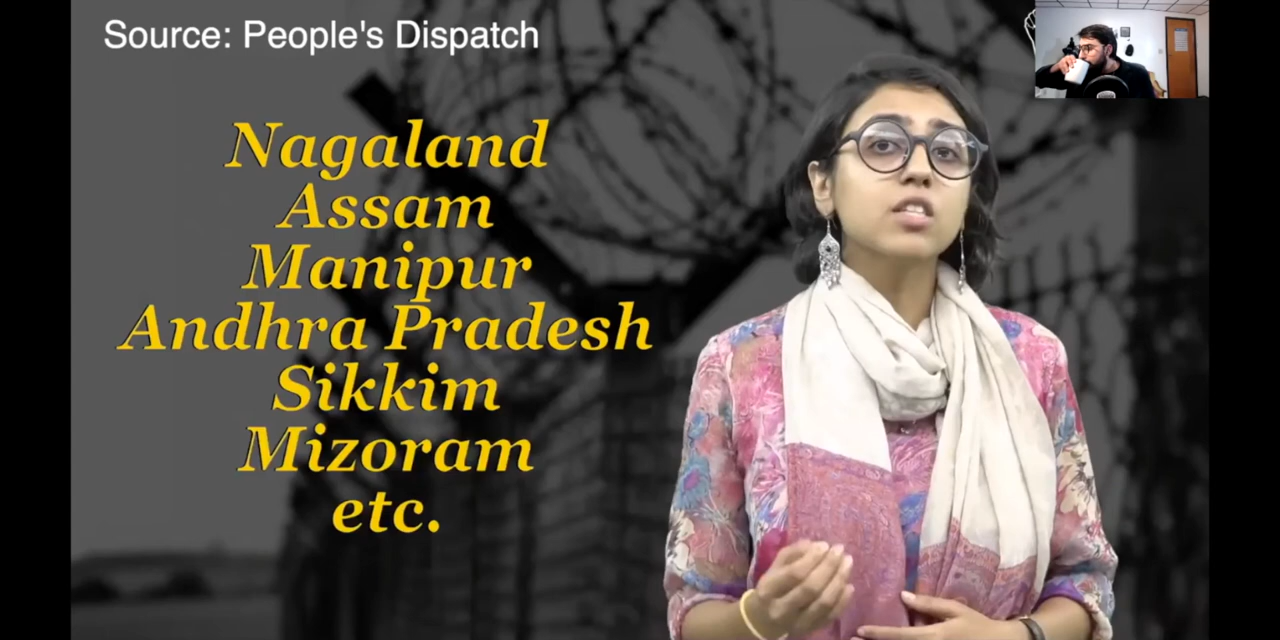 Source: People's Dispatch
Nagaland
Assam
Manipur
Andhra Pradesh
Sikkim
Mizoram
etc.